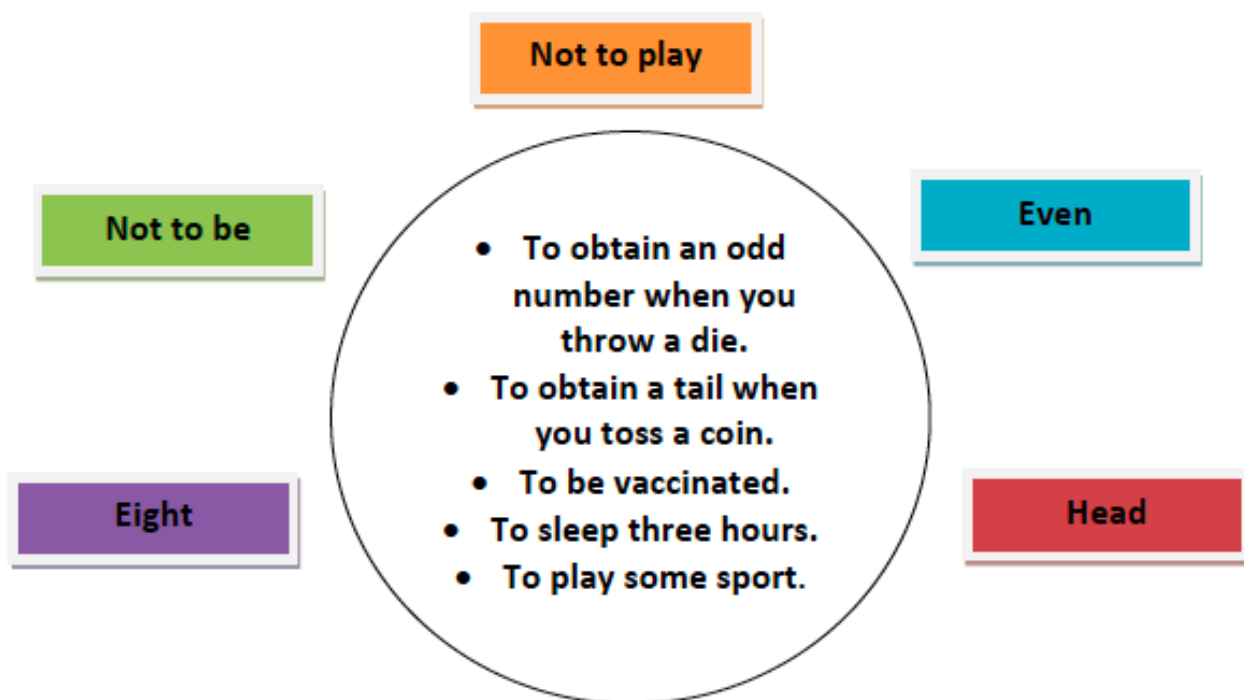 Not to play
Not to be
Even
• To obtain an odd
number when you
throw a die.
• To obtain a tail when
you toss a coin.
• To be vaccinated.
• To sleep three hours.
• To play some sport.
Eight
Head